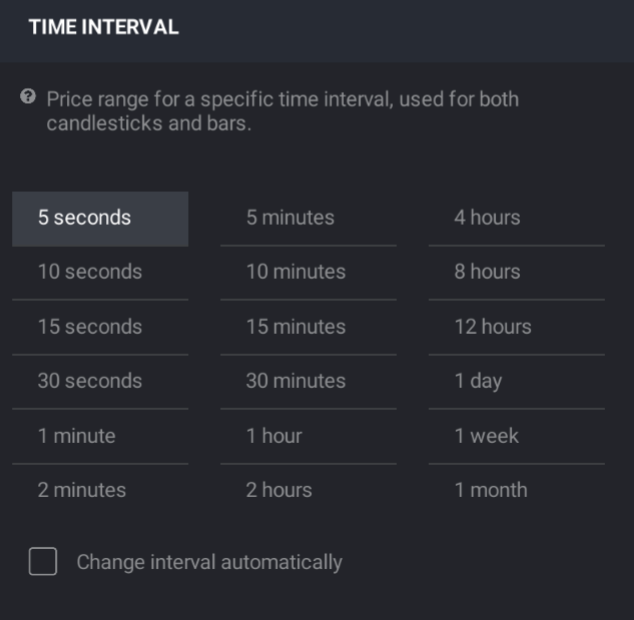 TIME INTERVAL
Price range for a specific time interval, used for both
candlesticks and bars.
5 seconds 5 minutes 4 hours
10 seconds 10 minutes 8 hours
15 seconds 15 minutes 12 hours
30 seconds 30 minutes 1 day
1 minute 1 hour 1 week
2 minutes 2 hours 1 month
Change interval automatically